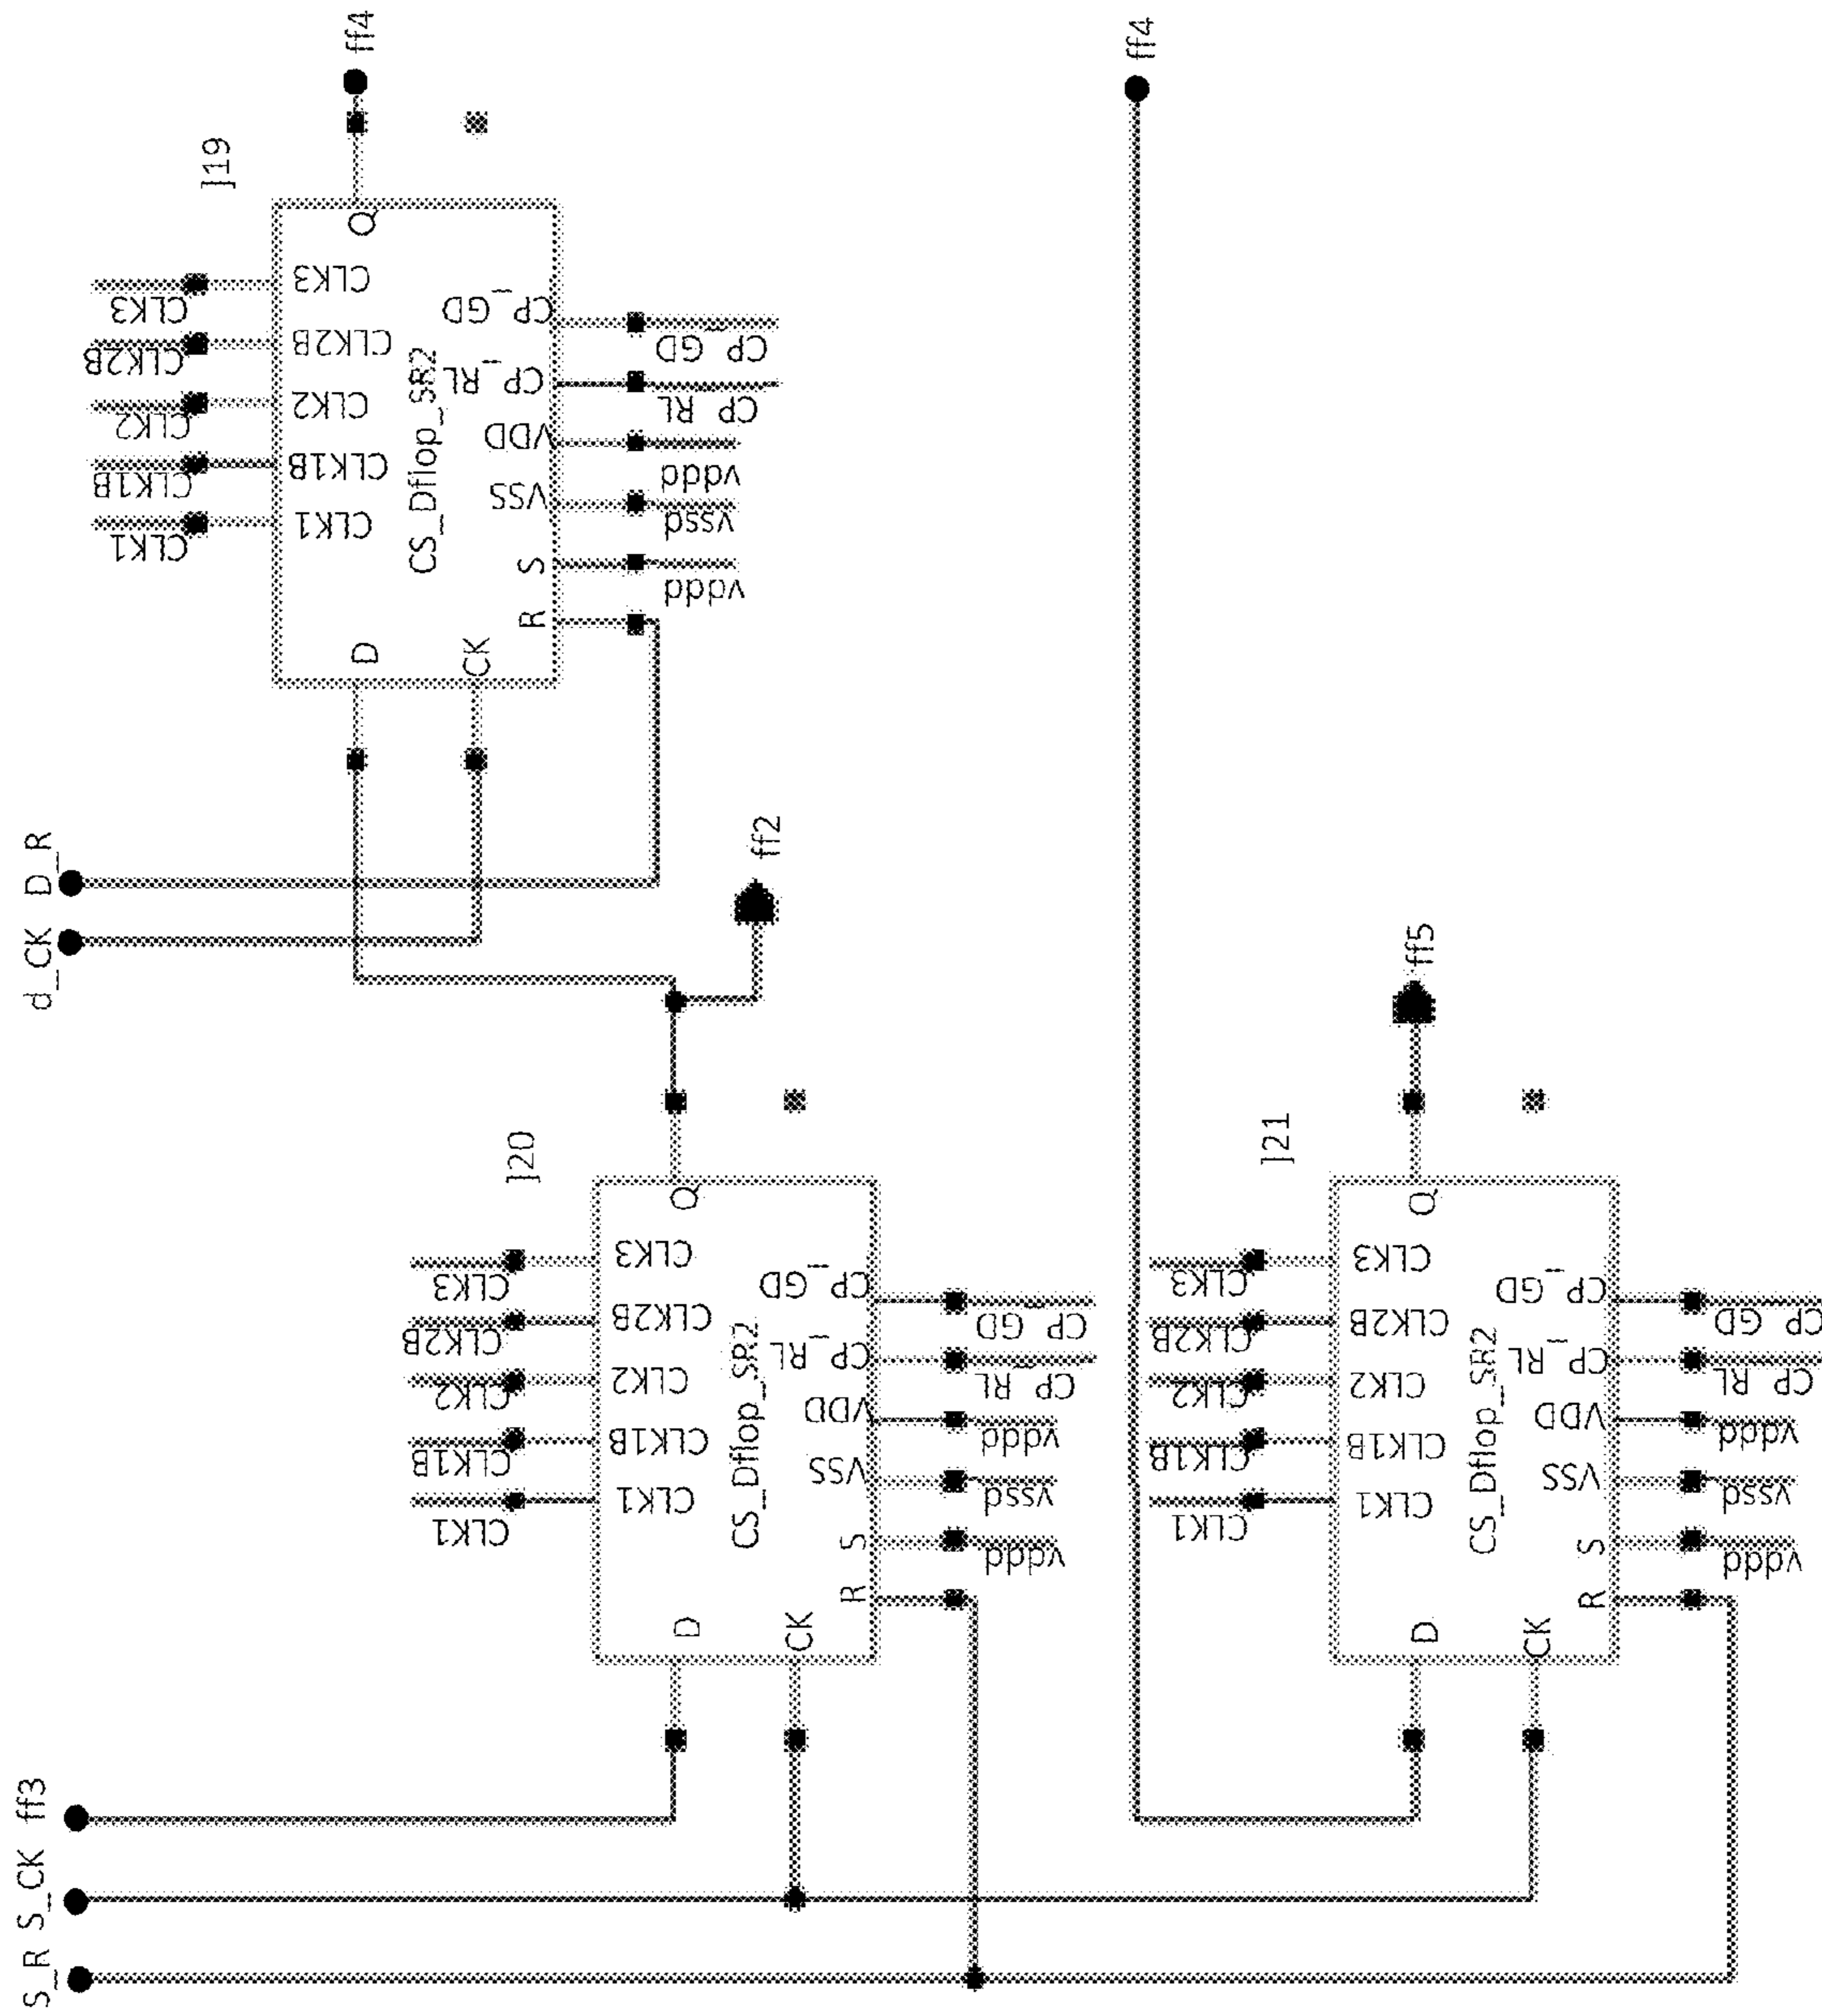 ff4
ff4
]19
CLK3
CLK2B
CLK2
CLK1B
CLK1
Q
CLK3
CLK2B
CLK2
CLK1B
CLK1
CS_Dflop_SR2
CP_GD
CP_RL
VDD
VSS
S
R
D
CK
CP_GD
CP_RL
vddd
vssd
vddd
D_R
d_CK
ff2
ff5
]20
CLK3
CLK2B
CLK2
CLK1B
CLK1
Q
CLK3
CLK2B
CLK2
CLK1B
CLK1
CS_Dflop_SR2
CP_GD
CP_RL
VDD
VSS
S
R
D
CK
CP_GD
CP_RL
vddd
vssd
vddd
]21
CLK3
CLK2B
CLK2
CLK1B
CLK1
Q
CLK3
CLK2B
CLK2
CLK1B
CLK1
CS_Dflop_SR2
CP_GD
CP_RL
VDD
VSS
S
R
D
CK
CP_GD
CP_RL
vddd
vssd
vddd
ff3
S_CK
S_R